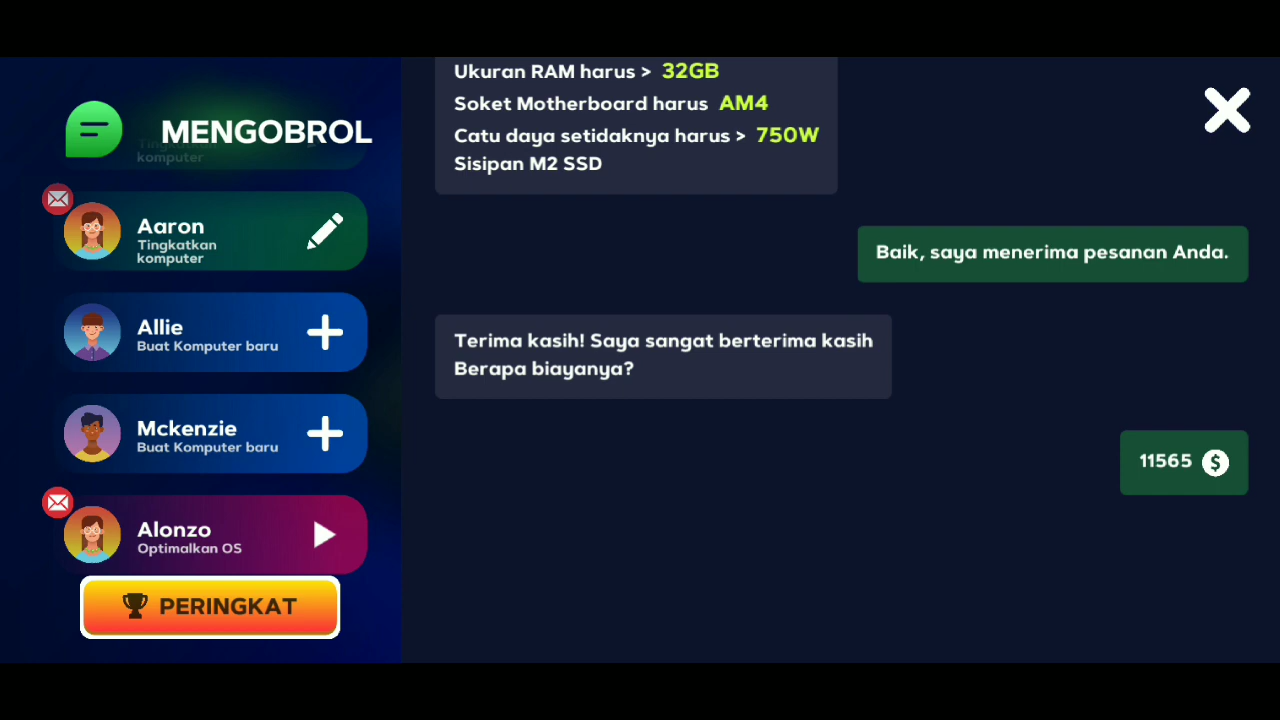 MENGOBROL
Tingkatkan
komputer
Aaron
Tingkatkan
komputer
Allie
Buat Komputer baru
Mckenzie
Buat Komputer baru
Alonzo
Optimalkan OS
PERINGKAT
Ukuran RAM harus > 32GB
Soket Motherboard harus AM4
Catu daya setidaknya harus > 750W
Sisipan M2 SSD
Baik, saya menerima pesanan Anda.
Terima kasih! Saya sangat berterima kasih
Berapa biayanya?
11565 $